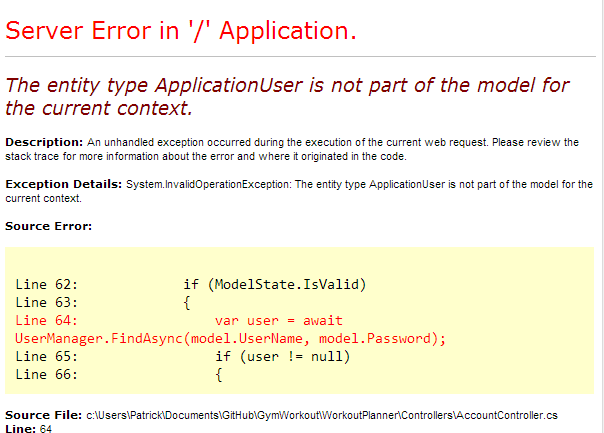 Server Error in '/' Application.
The entity type ApplicationUser is not part of the model for
the current context.
Description: An unhandled exception occurred during the execution of the current web request. Please review the
stack trace for more information about the error and where it originated in the code.
Exception Details: System.InvalidOperationException: The entity type ApplicationUser is not part of the model for the
current context.
Source Error:
Line 62:             if (ModelState.IsValid)
Line 63:             {
Line 64:                 var user = await
UserManager.FindAsync(model.UserName, model.Password);
Line 65:                 if (user != null)
Line 66:                 {
Source File: c:\Users\Patrick\Documents\GitHub\GymWorkout\WorkoutPlanner\Controllers\AccountController.cs
Line: 64